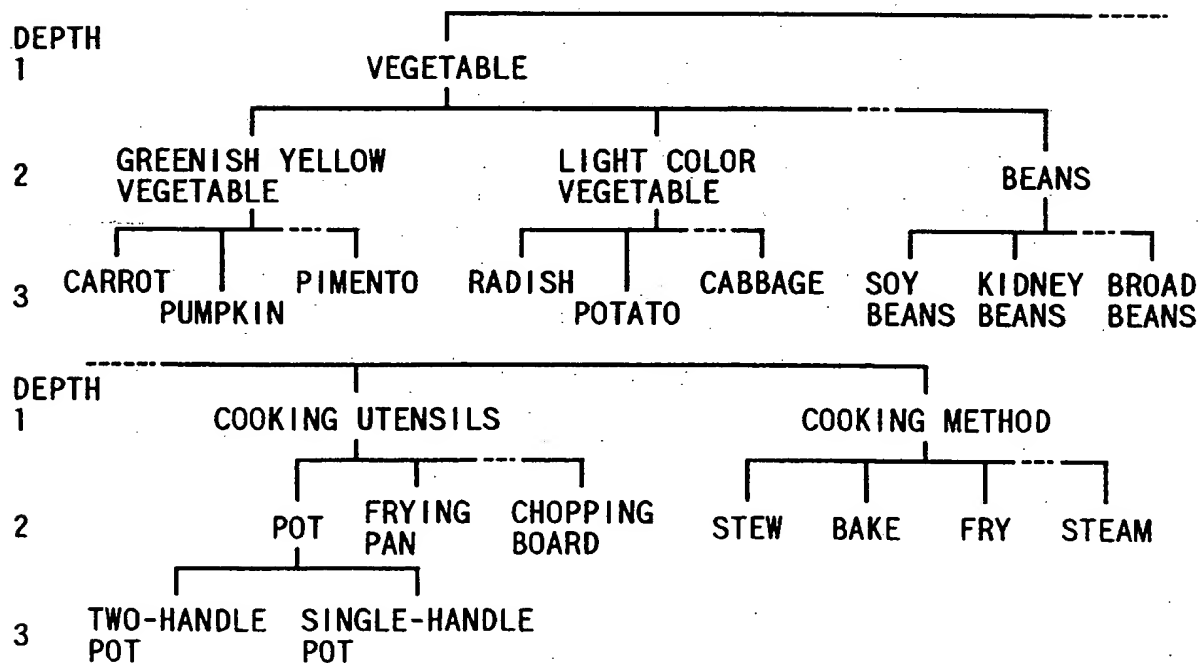 DEPTH
1 VEGETABLE
2 GREENISH YELLOW VEGETABLE LIGHT COLOR VEGETABLE BEANS
3 CARROT PUMPKIN PIMENTO RADISH POTATO CABBAGE SOY BEANS KIDNEY BEANS BROAD BEANS
DEPTH
1 COOKING UTENSILS COOKING METHOD
2 POT FRYING PAN CHOPPING BOARD STEW BAKE FRY STEAM
3 TWO-HANDLE POT SINGLE-HANDLE POT